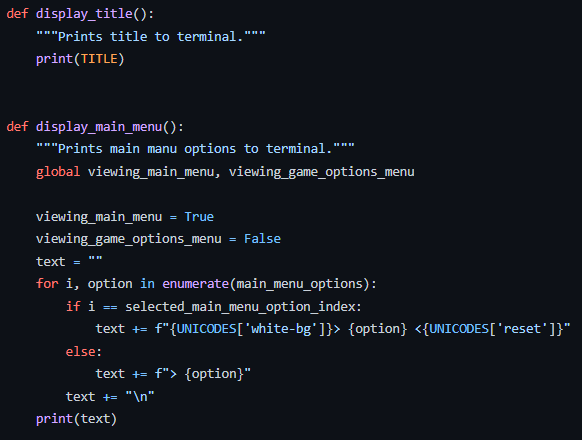 def display_title():
    """Prints title to terminal."""
    print(TITLE)
def display_main_menu():
    """Prints main manu options to terminal."""
    global viewing_main_menu, viewing_game_options_menu
    viewing_main_menu = True
    viewing_game_options_menu = False
    text = ""
    for i, option in enumerate(main_menu_options):
        if i == selected_main_menu_option_index:
            text += f"{UNICODES['white-bg']}> {option} <{UNICODES['reset']}"
        else:
            text += f"> {option}"
        text += "\n"
    print(text)